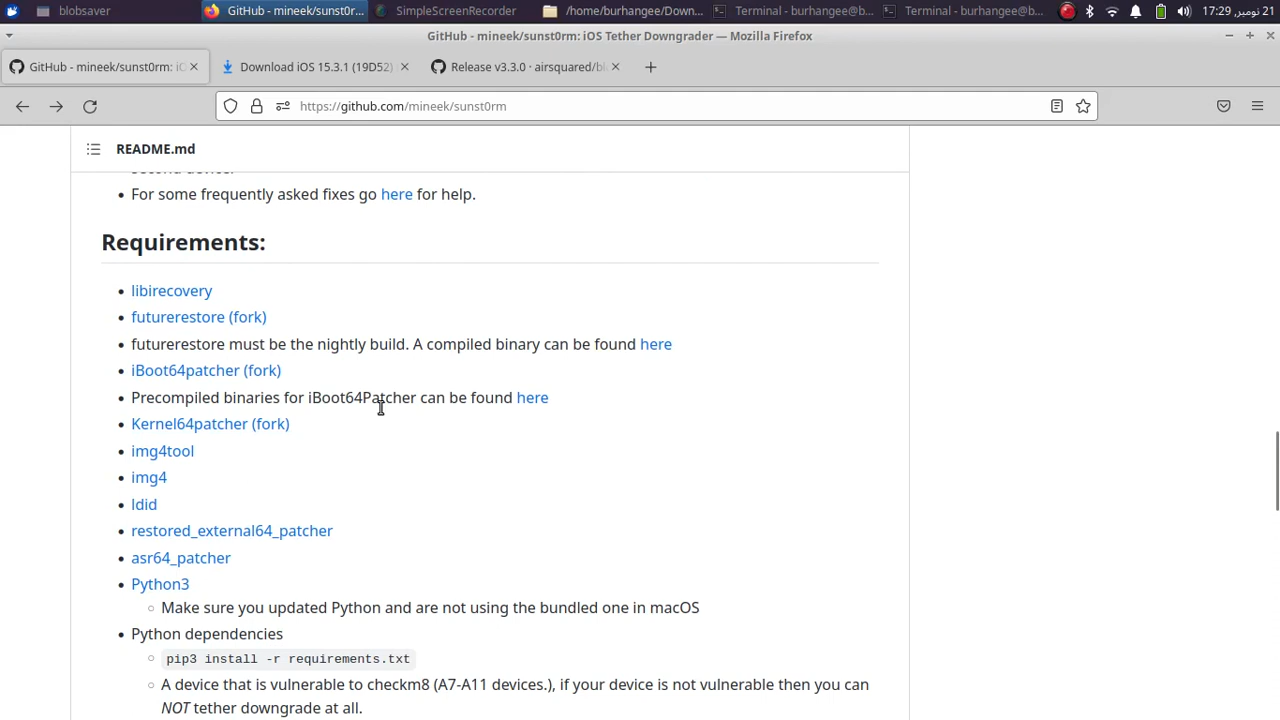 blobsaver
GitHub - mineek/sunst0r...
SimpleScreenRecorder
/home/burhangee/Down...
Terminal - burhangee@b...
Terminal - burhangee@b...
21 نومبر, 17:29
GitHub - mineek/sunst0rm: iOS Tether Downgrader — Mozilla Firefox
GitHub - mineek/sunst0rm: iO
Download iOS 15.3.1 (19D52)
Release v3.3.0 · airsquared/bl
https://github.com/mineek/sunst0rm
README.md
second device.
For some frequently asked fixes go here for help.
Requirements:
libirecovery
futurerestore (fork)
futurerestore must be the nightly build. A compiled binary can be found here
iBoot64patcher (fork)
Precompiled binaries for iBoot64Patcher can be found here
Kernel64patcher (fork)
img4tool
img4
ldid
restored_external64_patcher
asr64_patcher
Python3
Make sure you updated Python and are not using the bundled one in macOS
Python dependencies
pip3 install -r requirements.txt
A device that is vulnerable to checkm8 (A7-A11 devices.), if your device is not vulnerable then you can
NOT tether downgrade at all.